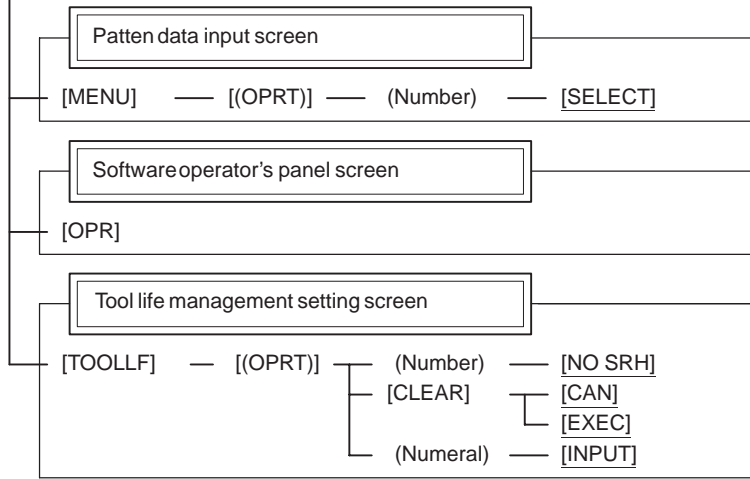 Patten data input screen
[MENU] [(OPRT)] (Number) [SELECT]
Software operator's panel screen
[OPR]
Tool life management setting screen
[TOOLLF] [(OPRT)] (Number) [NO SRH]
[CLEAR] [CAN]
[EXEC]
(Numeral) [INPUT]